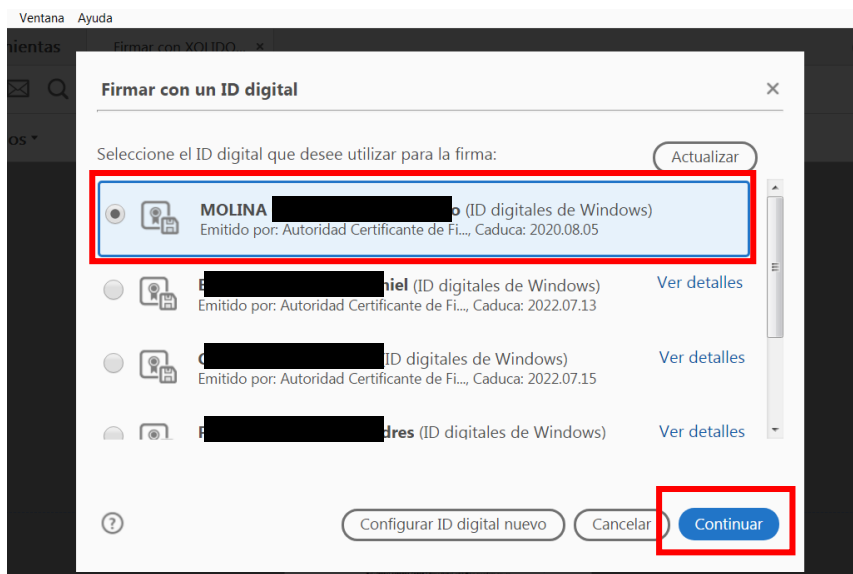 Ventana Ayuda
mientas Firmar con XOLIDO... ×
os
Firmar con un ID digital
Seleccione el ID digital que desee utilizar para la firma:
Actualizar
MOLINA o (ID digitales de Windows)
Emitido por: Autoridad Certificante de Fi..., Caduca: 2020.08.05
niel (ID digitales de Windows) Ver detalles
Emitido por: Autoridad Certificante de Fi..., Caduca: 2022.07.13
(ID digitales de Windows) Ver detalles
Emitido por: Autoridad Certificante de Fi..., Caduca: 2022.07.15
dres (ID digitales de Windows) Ver detalles
Configurar ID digital nuevo Cancelar Continuar